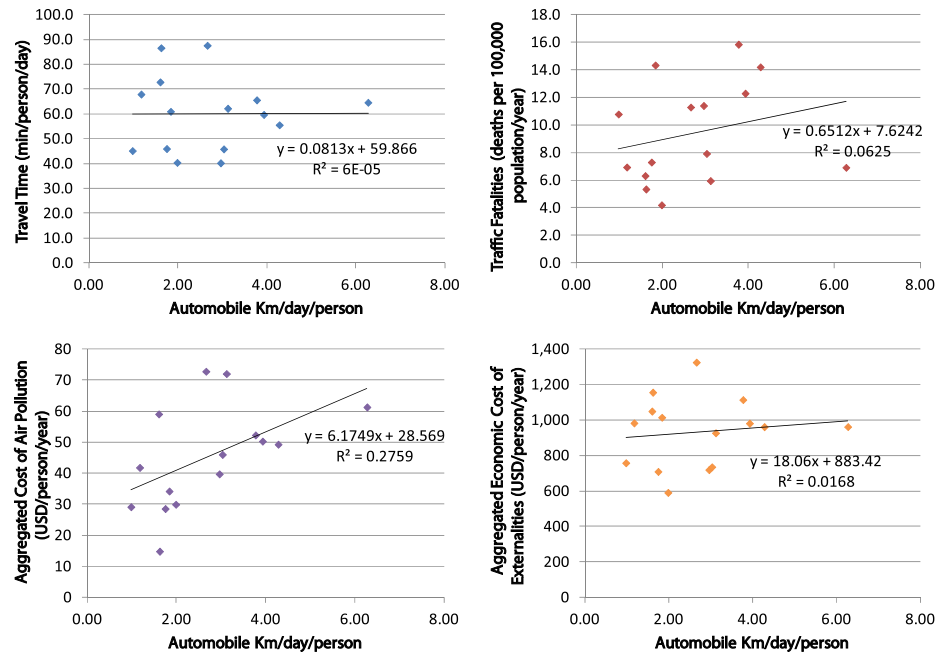 Travel Time (min/person/day)
100.0
90.0
80.0
70.0
60.0
50.0
40.0
30.0
20.0
10.0
0.0
y = 0.0813x + 59.866
R² = 6E-05
0.00 2.00 4.00 6.00 8.00
Automobile Km/day/person
Traffic Fatalities (deaths per 100,000
population/year)
16.0
14.0
12.0
10.0
8.0
6.0
4.0
2.0
0.0
y = 0.6512x + 7.6242
R² = 0.0625
0.00 2.00 4.00 6.00 8.00
Automobile Km/day/person
Aggregated Cost of Air Pollution
(USD/person/year)
80
70
60
50
40
30
20
10
0
y = 6.1749x + 28.569
R² = 0.2759
0.00 2.00 4.00 6.00 8.00
Automobile Km/day/person
Aggregated Economic Cost of
Externalities (USD/person/year)
1,400
1,200
1,000
800
600
400
200
0
y = 18.06x + 883.42
R² = 0.0168
0.00 2.00 4.00 6.00 8.00
Automobile Km/day/person